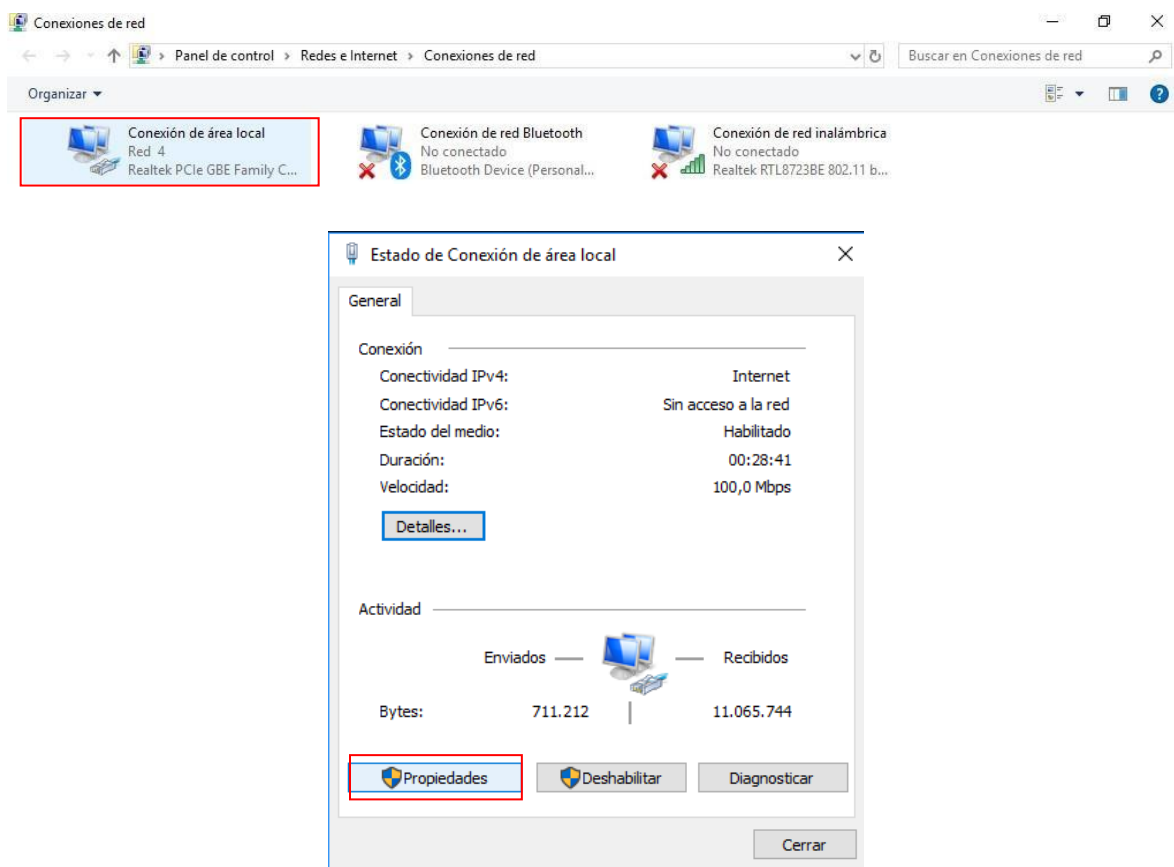 Conexiones de red
Panel de control › Redes e Internet › Conexiones de red
Buscar en Conexiones de red
Organizar
Conexión de área local
Red 4
Realtek PCIe GBE Family C...
Conexión de red Bluetooth
No conectado
Bluetooth Device (Personal...
Conexión de red inalámbrica
No conectado
Realtek RTL8723BE 802.11 b...
Estado de Conexión de área local
General
Conexión
Conectividad IPv4: Internet
Conectividad IPv6: Sin acceso a la red
Estado del medio: Habilitado
Duración: 00:28:41
Velocidad: 100,0 Mbps
Detalles...
Actividad
Enviados — — Recibidos
Bytes: 711.212 | 11.065.744
Propiedades Deshabilitar Diagnosticar
Cerrar